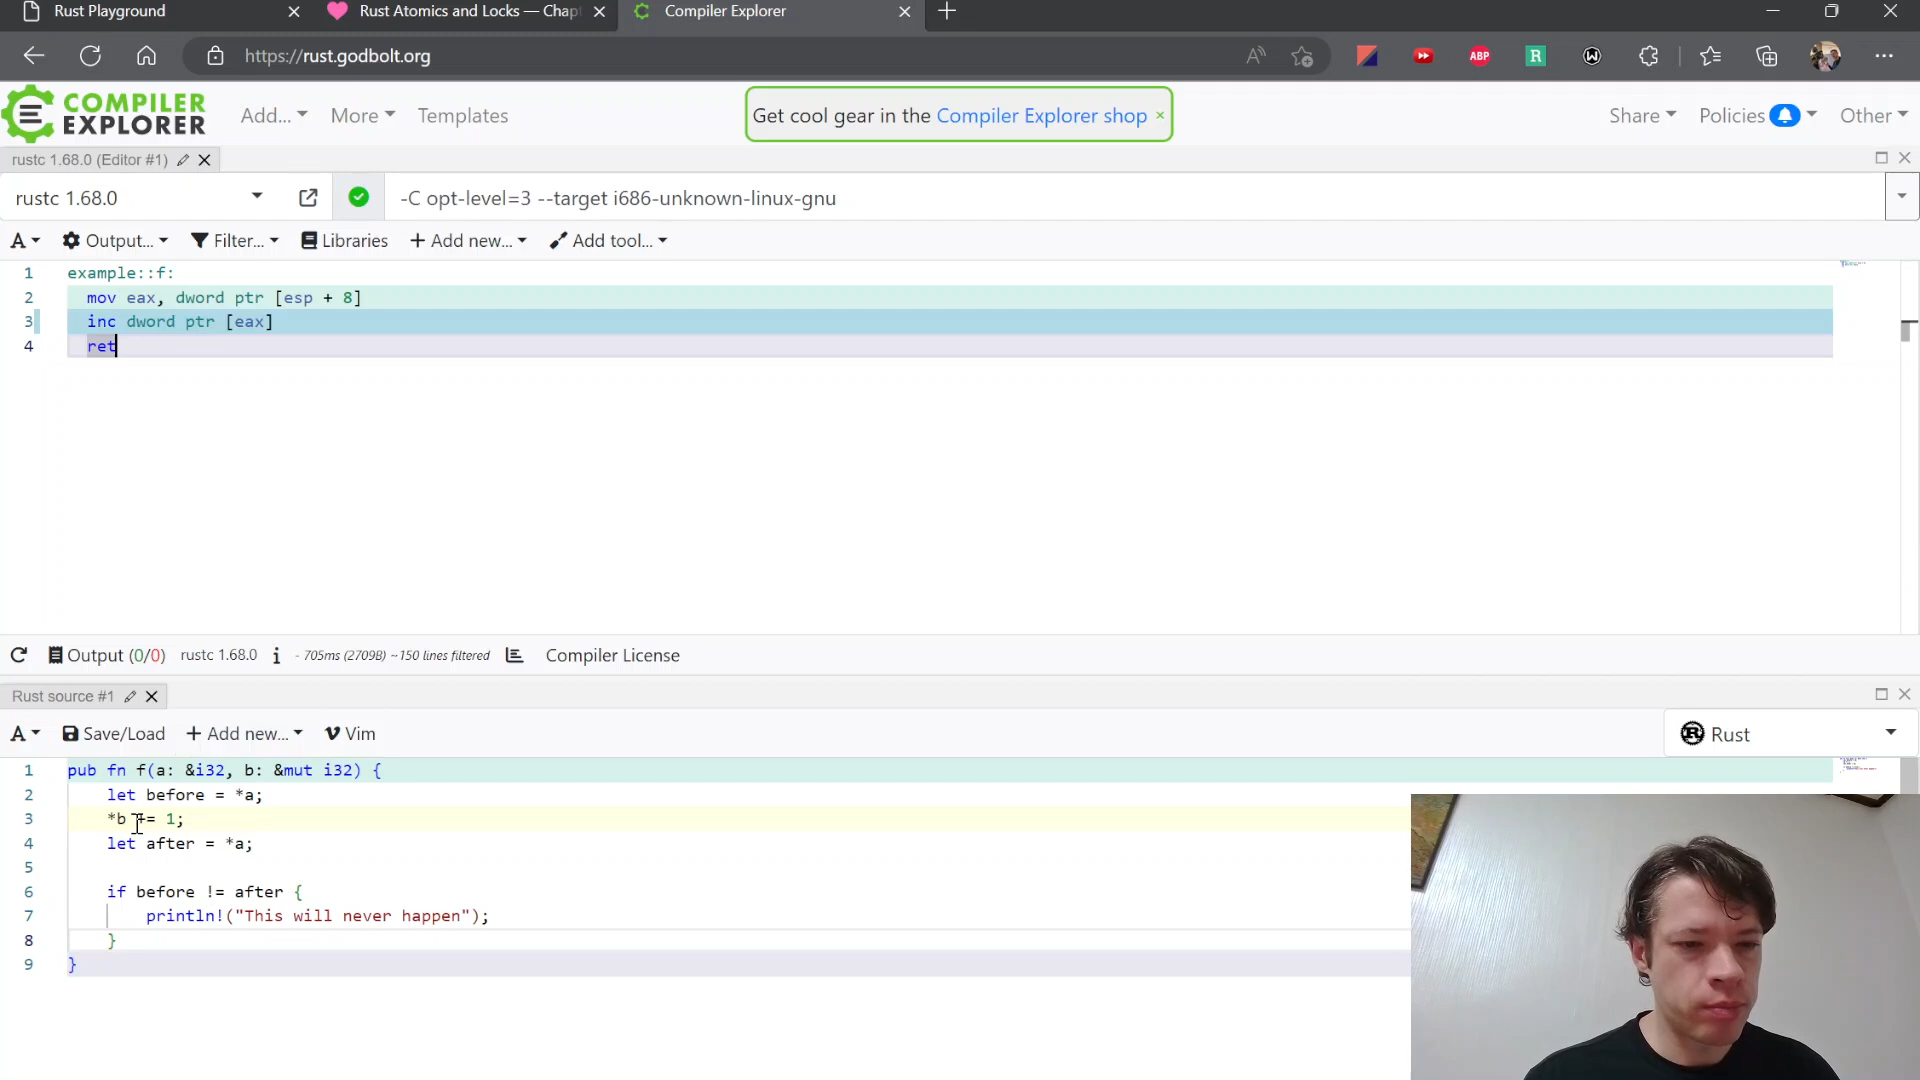 Rust Playground
Rust Atomics and Locks — Chap
Compiler Explorer
https://rust.godbolt.org
COMPILER
EXPLORER
Add...
More
Templates
Get cool gear in the Compiler Explorer shop
Share
Policies
Other
rustc 1.68.0 (Editor #1)
rustc 1.68.0
-C opt-level=3 --target i686-unknown-linux-gnu
A
Output...
Filter...
Libraries
+ Add new...
Add tool...
1 example::f:
2 mov eax, dword ptr [esp + 8]
3 inc dword ptr [eax]
4 ret
Output (0/0)
rustc 1.68.0
i
- 705ms (2709B) ~150 lines filtered
Compiler License
Rust source #1
A
Save/Load
+ Add new...
Vim
Rust
1 pub fn f(a: &i32, b: &mut i32) {
2 let before = *a;
3 *b += 1;
4 let after = *a;
5
6 if before != after {
7 println!("This will never happen");
8 }
9 }